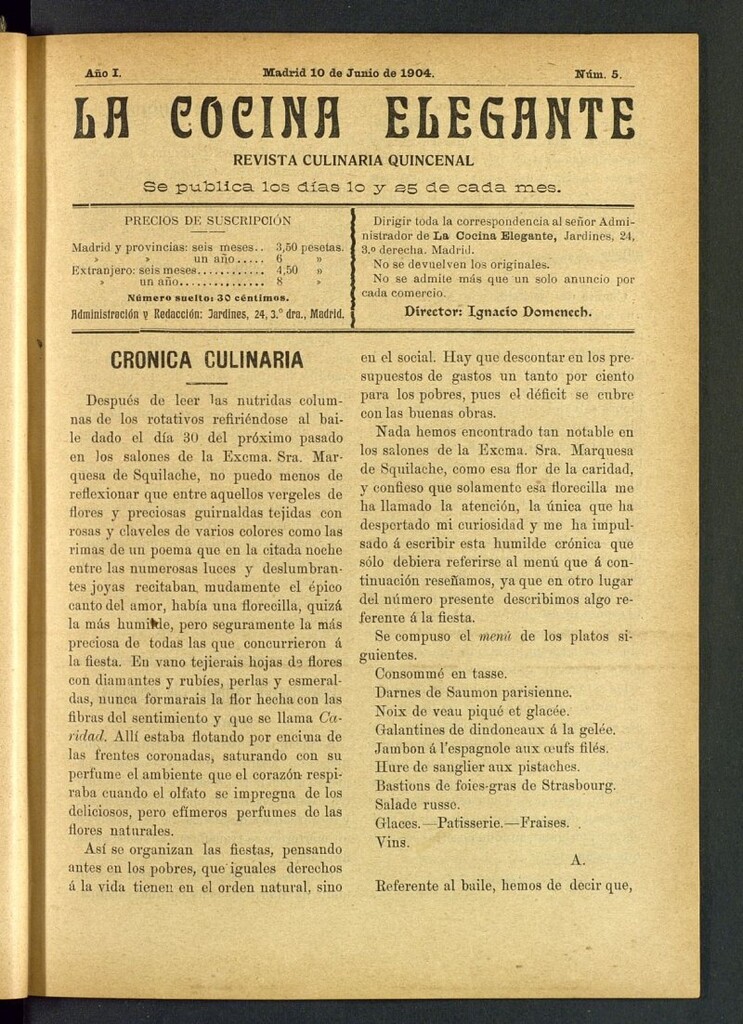 Año I.
Madrid 10 de Junio de 1904.
Núm. 5.
LA COCINA ELEGANTE
REVISTA CULINARIA QUINCENAL
Se publica los días 10 y 25 de cada mes.
PRECIOS DE SUSCRIPCIÓN
Madrid y provincias: seis meses.. 3,50 pesetas.
» » un año..... 6 »
Extranjero: seis meses............ 4,50 »
» un año............... 8 »
Número suelto: 30 céntimos.
Administración y Redacción: Jardines, 24, 3.º dra., Madrid.
Dirigir toda la correspondencia al señor Admi-
nistrador de La Cocina Elegante, Jardines, 24,
3.º derecha. Madrid.
No se devuelven los originales.
No se admite más que un solo anuncio por
cada comercio.
Director: Ignacio Domenech.
CRONICA CULINARIA
Después de leer las nutridas colum-
nas de los rotativos refiriéndose al bai-
le dado el día 30 del próximo pasado
en los salones de la Excma. Sra. Mar-
quesa de Squilache, no puedo menos de
reflexionar que entre aquellos vergeles de
flores y preciosas guirnaldas tejidas con
rosas y claveles de varios colores como las
rimas de un poema que en la citada noche
entre las numerosas luces y deslumbran-
tes joyas recitaban, mudamente el épico
canto del amor, había una florecilla, quizá
la más humilde, pero seguramente la más
preciosa de todas las que concurrieron á
la fiesta. En vano tejierais hojas de flores
con diamantes y rubíes, perlas y esmeral-
das, nunca formarais la flor hecha con las
fibras del sentimiento y que se llama Ca-
ridad. Allí estaba flotando por encima de
las frentes coronadas, saturando con su
perfume el ambiente que el corazón respi-
raba cuando el olfato se impregna de los
deliciosos, pero efímeros perfumes de las
flores naturales.
Así se organizan las fiestas, pensando
antes en los pobres, que iguales derechos
á la vida tienen en el orden natural, sino
en el social. Hay que descontar en los pre-
supuestos de gastos un tanto por ciento
para los pobres, pues el déficit se cubre
con las buenas obras.
Nada hemos encontrado tan notable en
los salones de la Excma. Sra. Marquesa
de Squilache, como esa flor de la caridad,
y confieso que solamente esa florecilla me
ha llamado la atención, la única que ha
despertado mi curiosidad y me ha impul-
sado á escribir esta humilde crónica que
sólo debiera referirse al menú que á con-
tinuación reseñamos, ya que en otro lugar
del número presente describimos algo re-
ferente á la fiesta.
Se compuso el menú de los platos si-
guientes.
Consommé en tasse.
Darnes de Saumon parisienne.
Noix de veau piqué et glacée.
Galantines de dindoneaux á la gelée.
Jambon á l'espagnole aux œufs filés.
Hure de sanglier aux pistaches.
Bastions de foies-gras de Strasbourg.
Salade russe.
Glaces.—Patisserie.—Fraises.
Vins.
A.
Referente al baile, hemos de decir que,